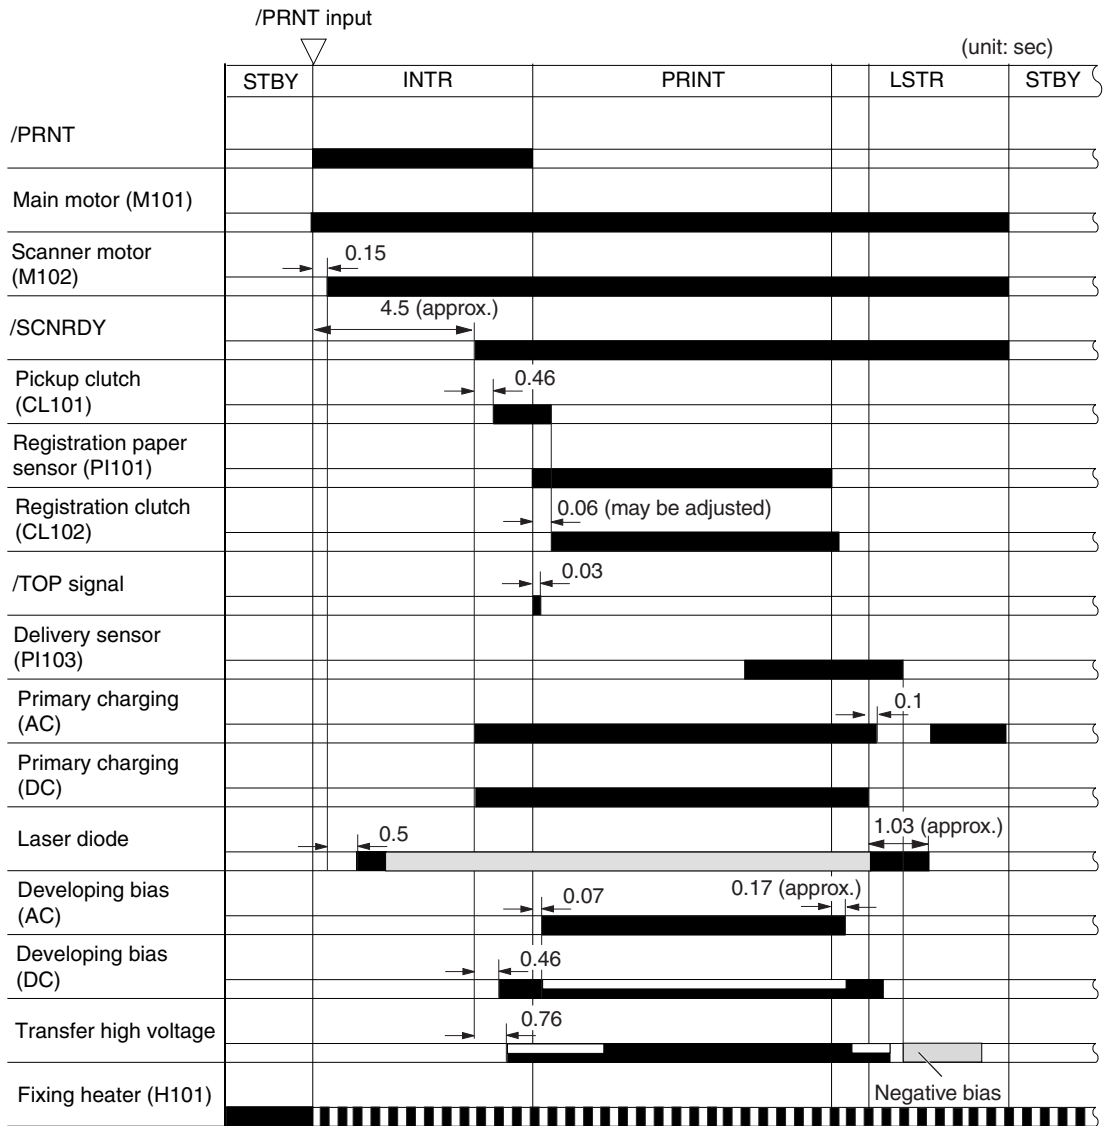 /PRNT input
(unit: sec)
STBY INTR PRINT LSTR STBY
/PRNT
Main motor (M101)
Scanner motor
(M102)
0.15
4.5 (approx.)
/SCNRDY
Pickup clutch
(CL101)
0.46
Registration paper
sensor (PI101)
Registration clutch
(CL102)
0.06 (may be adjusted)
/TOP signal
0.03
Delivery sensor
(PI103)
Primary charging
(AC)
0.1
Primary charging
(DC)
Laser diode
0.5
1.03 (approx.)
Developing bias
(AC)
0.07
0.17 (approx.)
Developing bias
(DC)
0.46
Transfer high voltage
0.76
Negative bias
Fixing heater (H101)